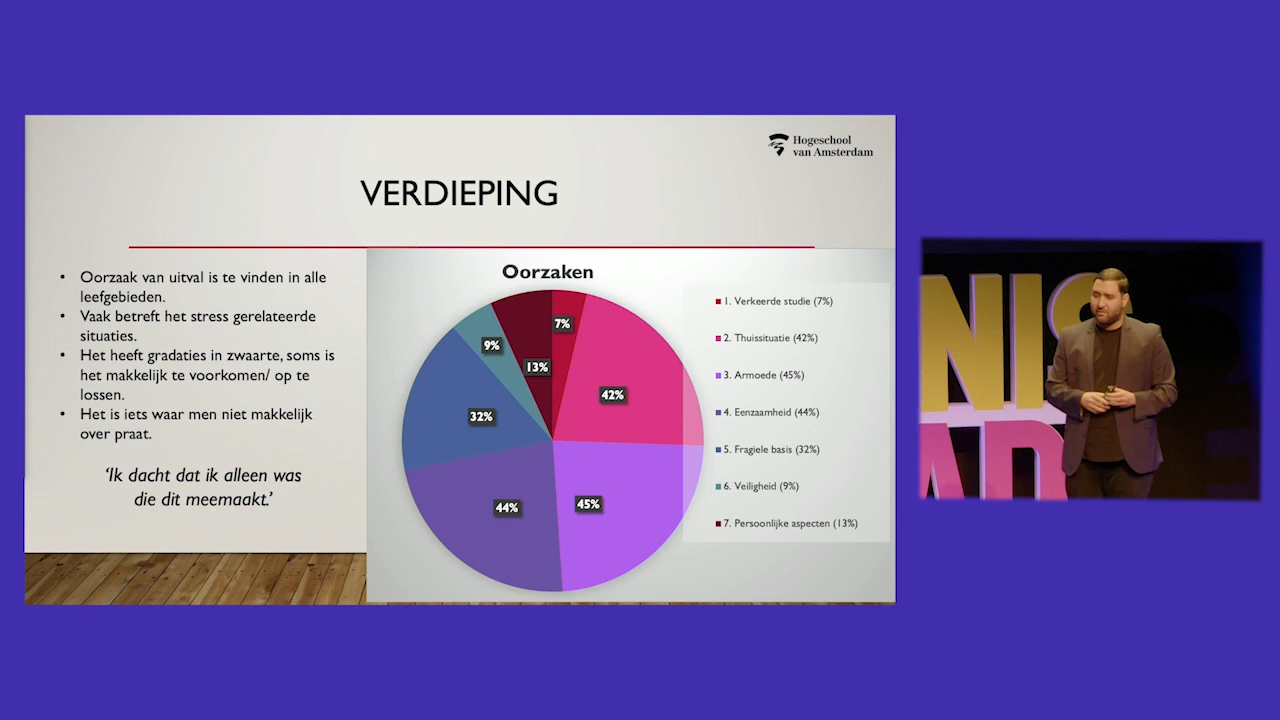 Hogeschool
van Amsterdam
VERDIEPING
• Oorzaak van uitval is te vinden in alle
leefgebieden.
• Vaak betreft het stress gerelateerde
situaties.
• Het heeft gradaties in zwaarte, soms is
het makkelijk te voorkomen/ op te
lossen.
• Het is iets waar men niet makkelijk
over praat.
‘Ik dacht dat ik alleen was
die dit meemaakt.’
Oorzaken
7%
42%
45%
44%
32%
9%
13%
1. Verkeerde studie (7%)
2. Thuissituatie (42%)
3. Armoede (45%)
4. Eenzaamheid (44%)
5. Fragiele basis (32%)
6. Veiligheid (9%)
7. Persoonlijke aspecten (13%)
NIS
AD